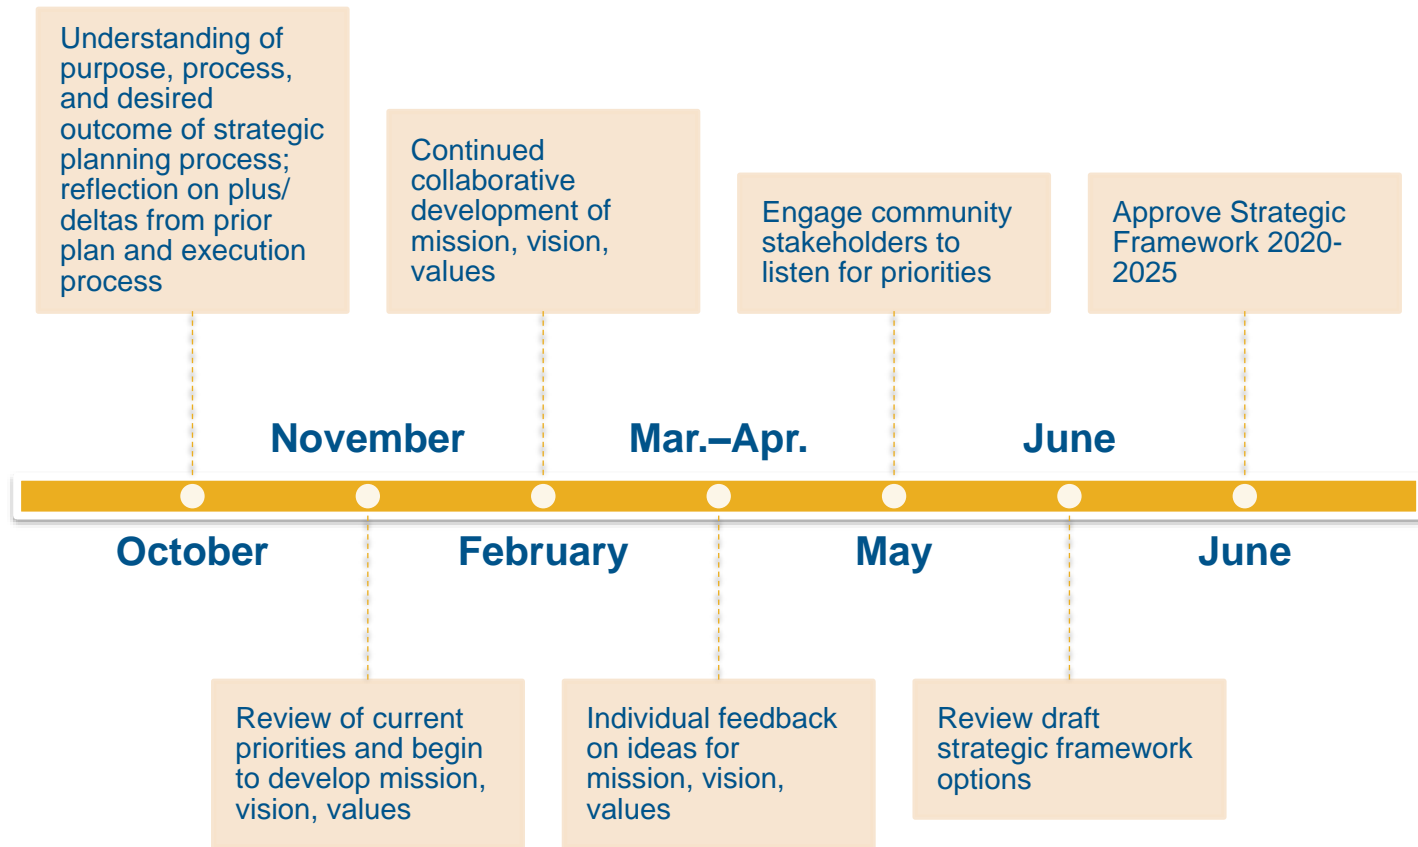 Understanding of
purpose, process,
and desired
outcome of strategic
planning process;
reflection on plus/
deltas from prior
plan and execution
process
Continued
collaborative
development of
mission, vision,
values
Engage community
stakeholders to
listen for priorities
Approve Strategic
Framework 2020-
2025
November
Mar.–Apr.
June
October
February
May
June
Review of current
priorities and begin
to develop mission,
vision, values
Individual feedback
on ideas for
mission, vision,
values
Review draft
strategic framework
options